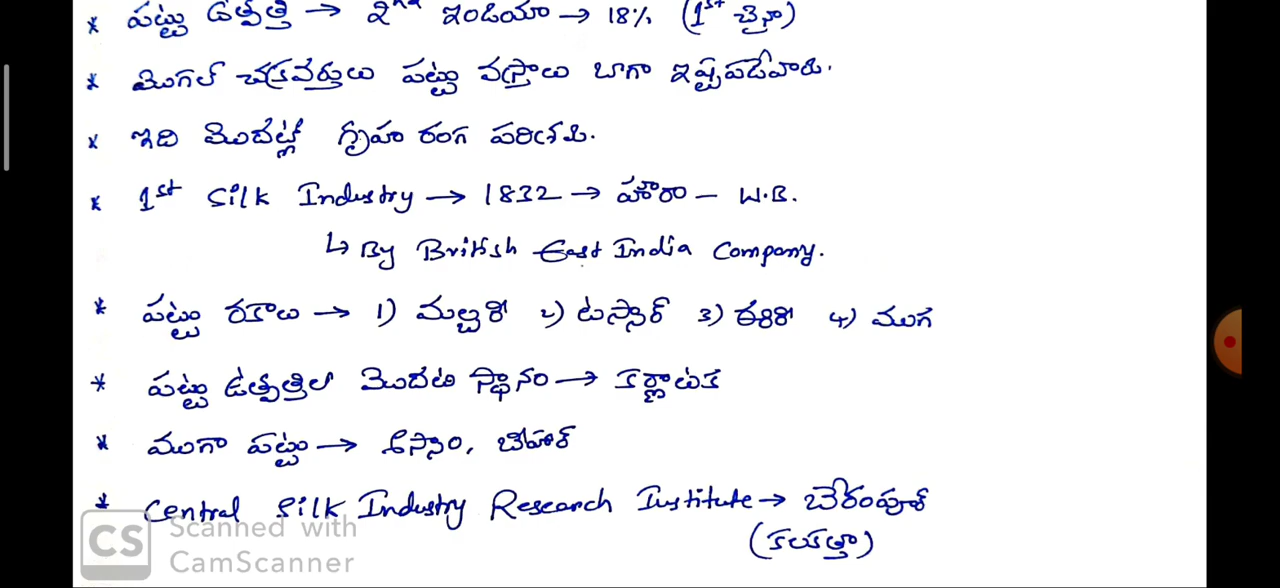 * పట్టు ఉత్పత్తి → 2nd ఇండియా → 18% (1st చైనా)
* మొగల్ చక్రవర్తులు పట్టు వస్త్రాలు బాగా ఇష్టపడేవారు.
* ఇది మొదట్లో గృహ రంగ పరిశ్రమ.
* 1st Silk Industry → 1832 → హౌరా – W.B.
↳ By British East India Company.
* పట్టు రకాలు → 1) మల్బరీ 2) టస్సార్ 3) ఈరీ 4) ముగ
* పట్టు ఉత్పత్తిలో మొదటి స్థానం → కర్ణాటక
* ముగా పట్టు → అస్సాం, బీహార్
* Central Silk Industry Research Institute → బేరంపూర్
(కలకత్తా)
CS Scanned with
CamScanner